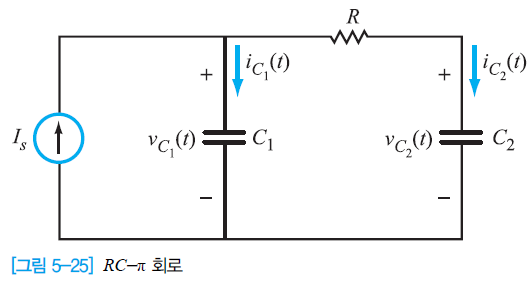 R
i_{C_1}(t)
i_{C_2}(t)
+
+
I_s
v_{C_1}(t)
C_1
v_{C_2}(t)
C_2
−
−
[그림 5–25] RC–π 회로